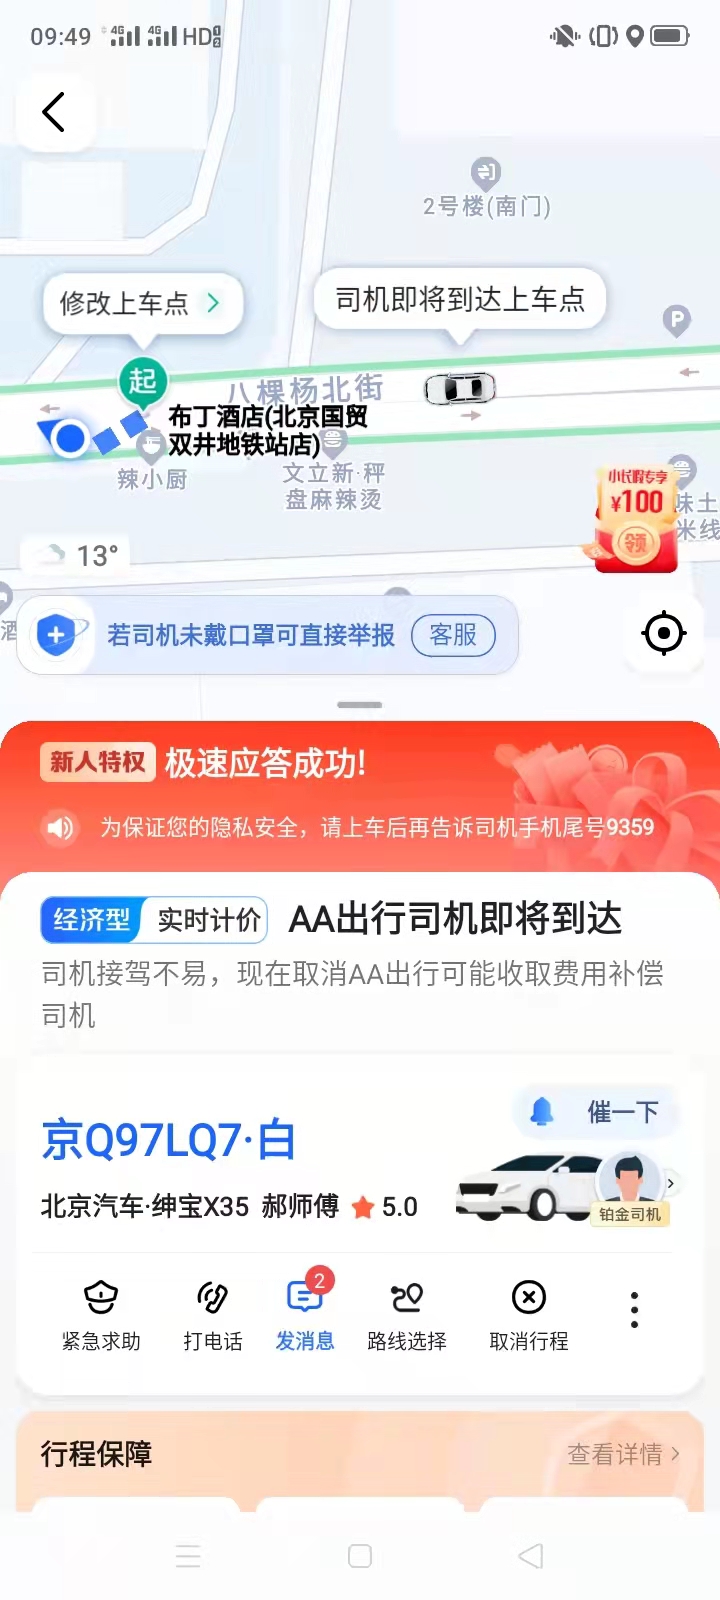 09:49 4G 4G HD
2号楼(南门)
修改上车点
司机即将到达上车点
P
起
八棵杨北街
布丁酒店(北京国贸
双井地铁站店)
辣小厨
文立新·秤
盘麻辣烫
小长假专享
¥100
领
味土
米线
13°
酒
若司机未戴口罩可直接举报
客服
新人特权 极速应答成功!
为保证您的隐私安全，请上车后再告诉司机手机尾号9359
经济型 实时计价 AA出行司机即将到达
司机接驾不易，现在取消AA出行可能收取费用补偿
司机
催一下
京Q97LQ7·白
北京汽车·绅宝X35 郝师傅 5.0
铂金司机
2
紧急求助 打电话 发消息 路线选择 取消行程
行程保障 查看详情